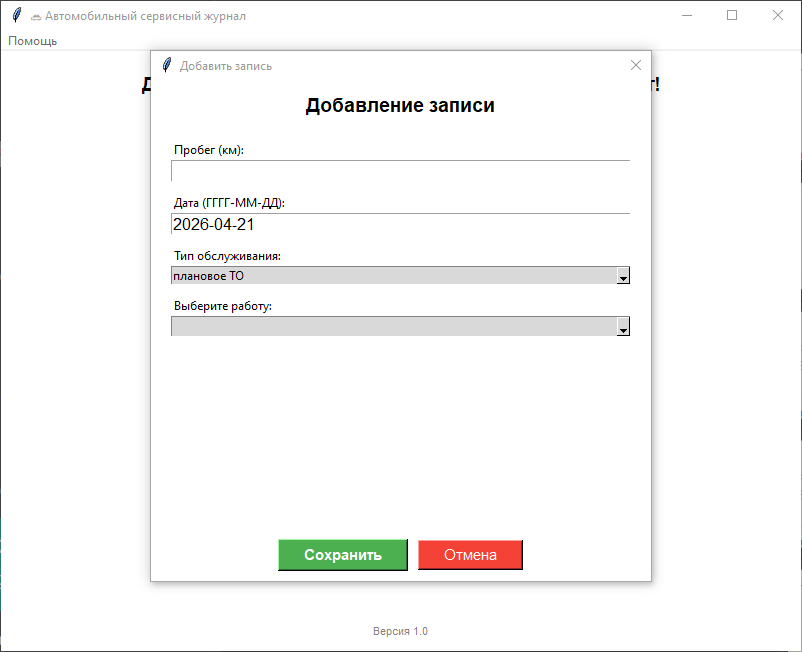 Автомобильный сервисный журнал
Помощь
Добавить запись
Добавление записи
Пробег (км):
Дата (ГГГГ-ММ-ДД):
2026-04-21
Тип обслуживания:
плановое ТО
Выберите работу:
Сохранить
Отмена
Версия 1.0